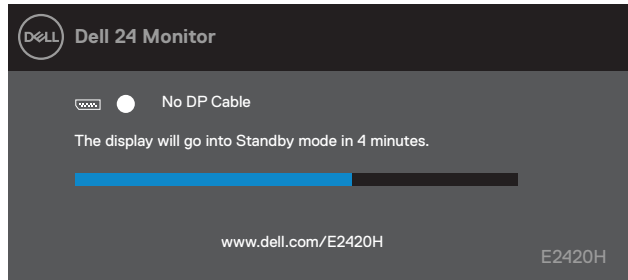 DELL Dell 24 Monitor
No DP Cable
The display will go into Standby mode in 4 minutes.
www.dell.com/E2420H
E2420H